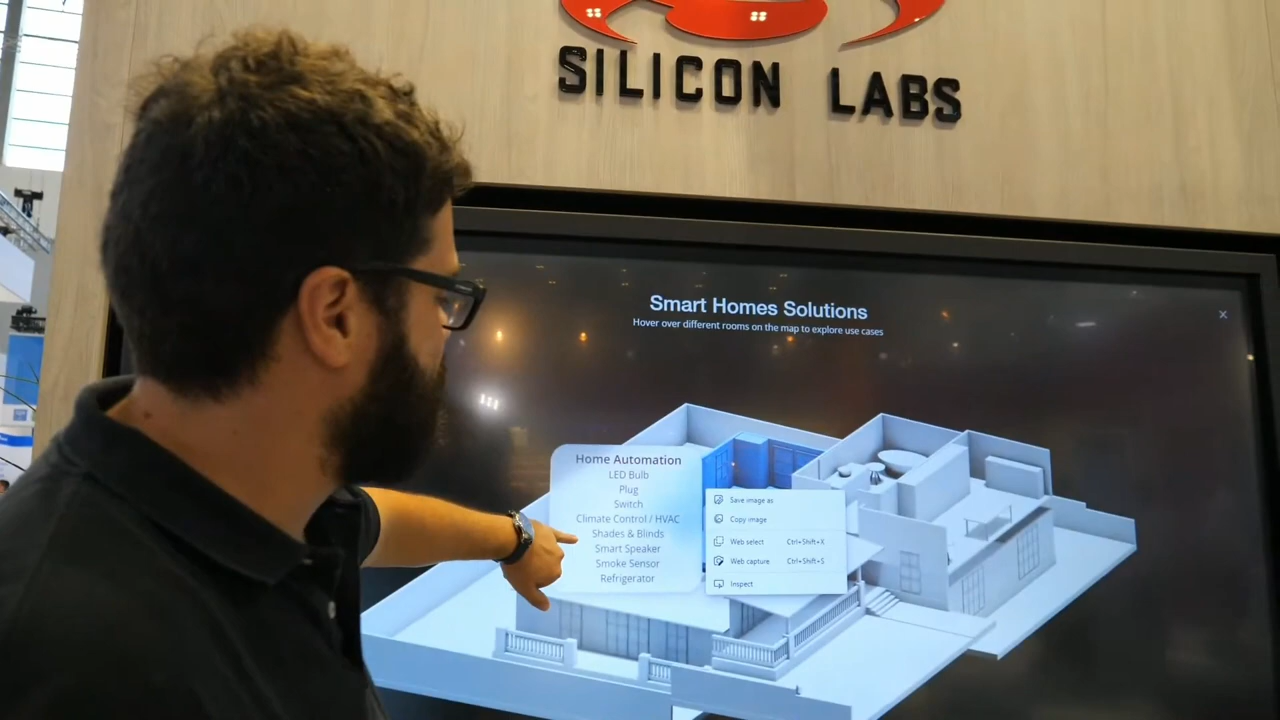 SILICON LABS
Smart Homes Solutions
Hover over different rooms on the map to explore use cases
Home Automation
LED Bulb
Plug
Switch
Climate Control / HVAC
Shades & Blinds
Smart Speaker
Smoke Sensor
Refrigerator
Save image as
Copy image
Web select Ctrl+Shift+X
Web capture Ctrl+Shift+S
Inspect